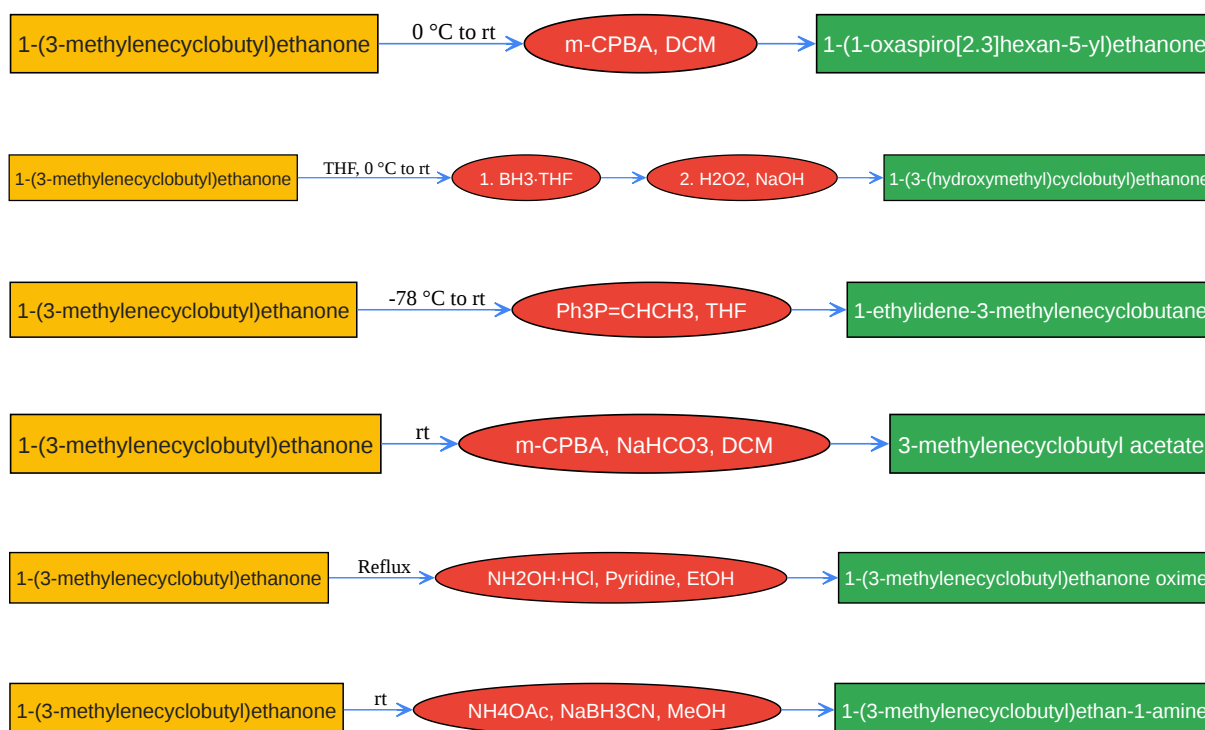 1-(3-methylenecyclobutyl)ethanone 0 °C to rt m-CPBA, DCM 1-(1-oxaspiro[2.3]hexan-5-yl)ethanone
1-(3-methylenecyclobutyl)ethanone THF, 0 °C to rt 1. BH3·THF 2. H2O2, NaOH 1-(3-(hydroxymethyl)cyclobutyl)ethanone
1-(3-methylenecyclobutyl)ethanone -78 °C to rt Ph3P=CHCH3, THF 1-ethylidene-3-methylenecyclobutane
1-(3-methylenecyclobutyl)ethanone rt m-CPBA, NaHCO3, DCM 3-methylenecyclobutyl acetate
1-(3-methylenecyclobutyl)ethanone Reflux NH2OH·HCl, Pyridine, EtOH 1-(3-methylenecyclobutyl)ethanone oxime
1-(3-methylenecyclobutyl)ethanone rt NH4OAc, NaBH3CN, MeOH 1-(3-methylenecyclobutyl)ethan-1-amine